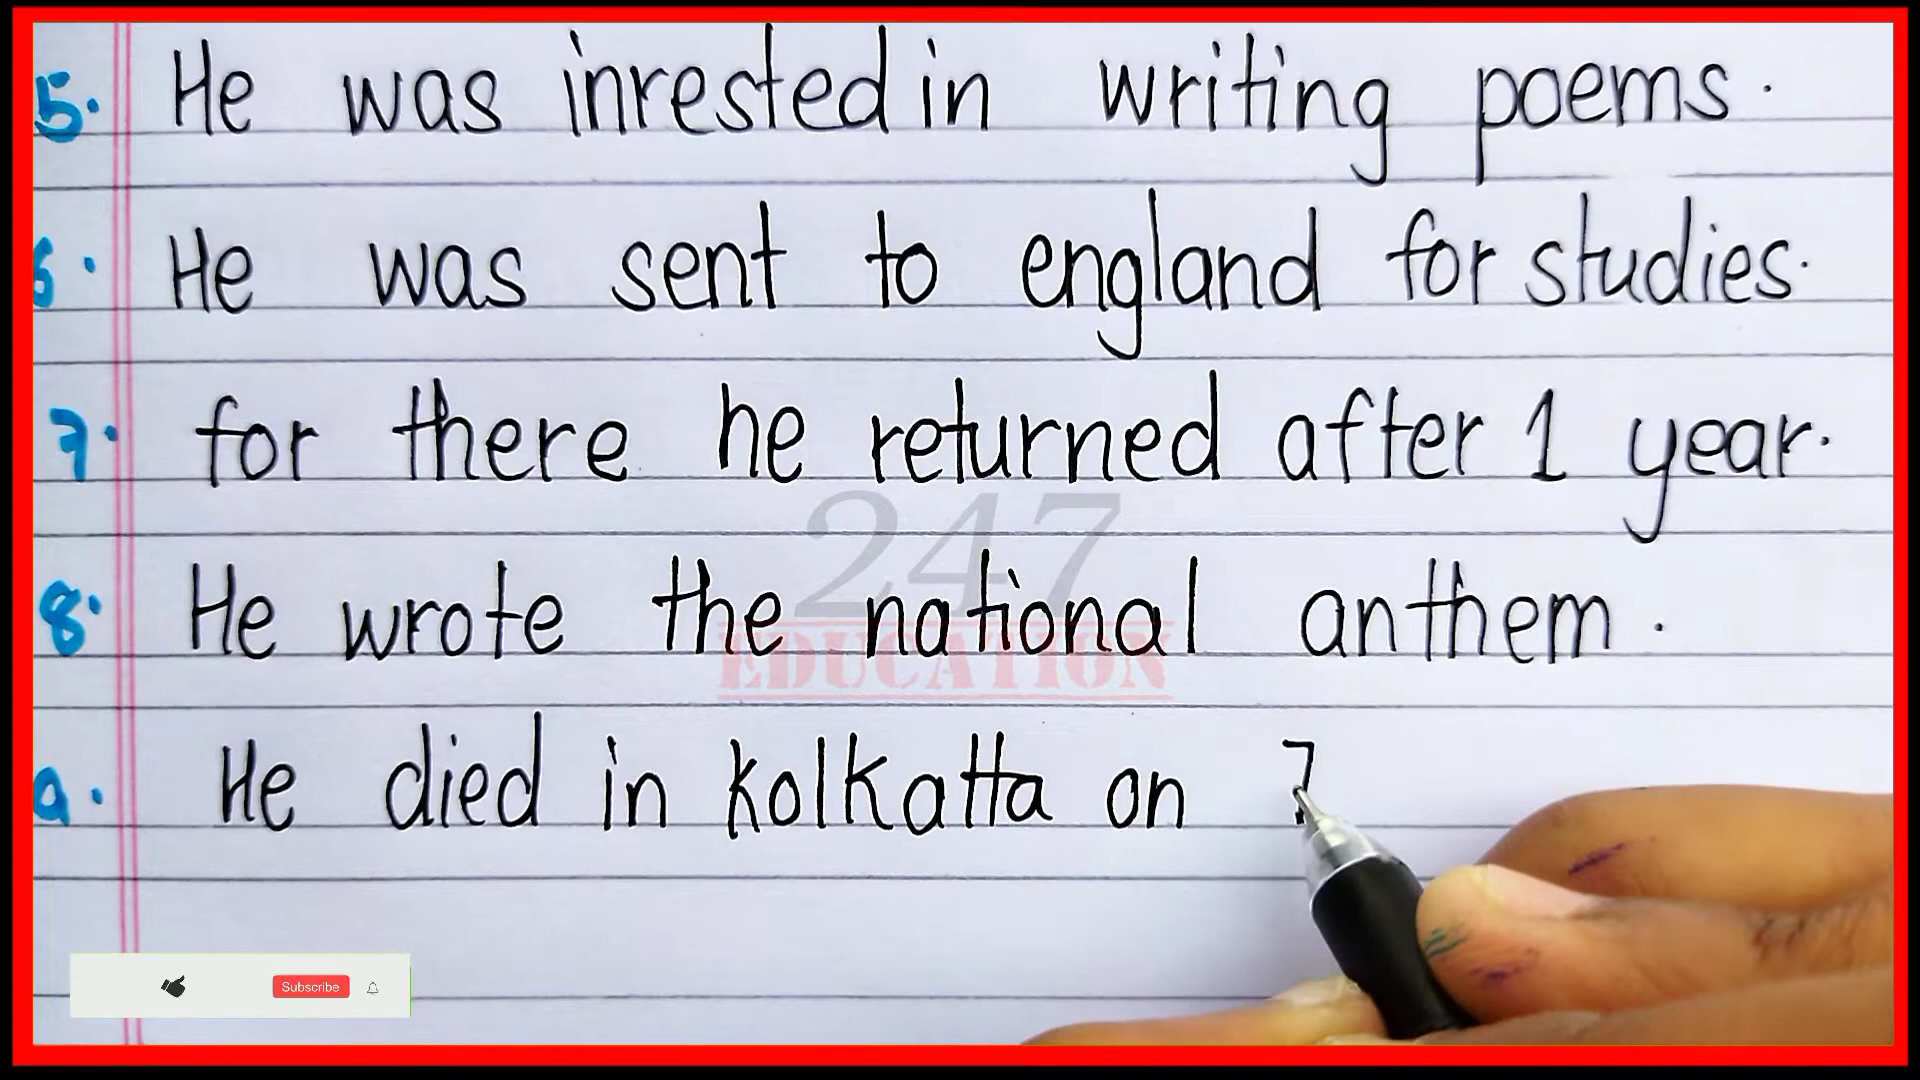 5. He was inrested in writing poems.
6. He was sent to england for studies.
7. for there he returned after 1 year.
8. He wrote the national anthem.
247
EDUCATION
9. He died in kolkatta on 7
Subscribe